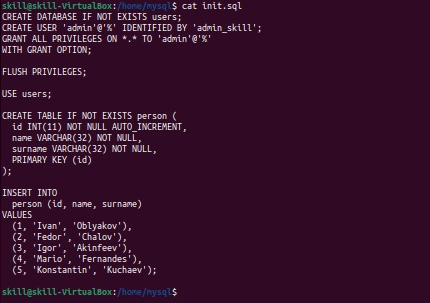 skill@skill-VirtualBox:/home/mysql$ cat init.sql
CREATE DATABASE IF NOT EXISTS users;
CREATE USER 'admin'@'%' IDENTIFIED BY 'admin_skill';
GRANT ALL PRIVILEGES ON *.* TO 'admin'@'%'
WITH GRANT OPTION;

FLUSH PRIVILEGES;

USE users;

CREATE TABLE IF NOT EXISTS person (
  id INT(11) NOT NULL AUTO_INCREMENT,
  name VARCHAR(32) NOT NULL,
  surname VARCHAR(32) NOT NULL,
  PRIMARY KEY (id)
);

INSERT INTO
  person (id, name, surname)
VALUES
  (1, 'Ivan', 'Oblyakov'),
  (2, 'Fedor', 'Chalov'),
  (3, 'Igor', 'Akinfeev'),
  (4, 'Mario', 'Fernandes'),
  (5, 'Konstantin', 'Kuchaev');

skill@skill-VirtualBox:/home/mysql$